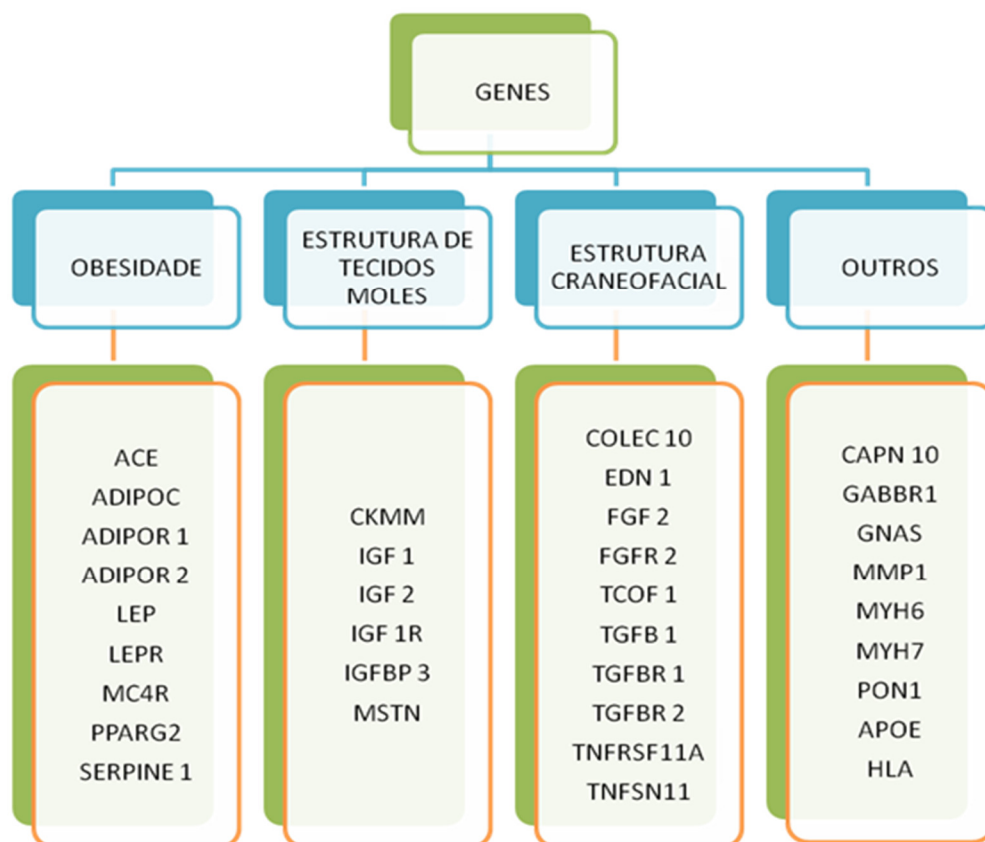 GENES
OBESIDADE
ESTRUTURA DE
TECIDOS
MOLES
ESTRUTURA
CRANEOFACIAL
OUTROS
ACE
ADIPOC
ADIPOR 1
ADIPOR 2
LEP
LEPR
MC4R
PPARG2
SERPINE 1
CKMM
IGF 1
IGF 2
IGF 1R
IGFBP 3
MSTN
COLEC 10
EDN 1
FGF 2
FGFR 2
TCOF 1
TGFB 1
TGFBR 1
TGFBR 2
TNFRSF11A
TNFSN11
CAPN 10
GABBR1
GNAS
MMP1
MYH6
MYH7
PON1
APOE
HLA